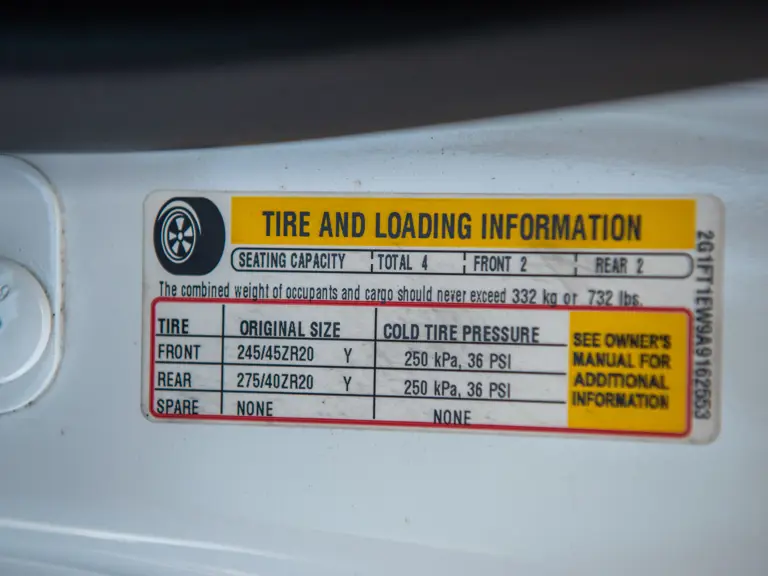 TIRE AND LOADING INFORMATION
SEATING CAPACITY TOTAL 4 FRONT 2 REAR 2
The combined weight of occupants and cargo should never exceed 332 kg or 732 lbs.
TIRE ORIGINAL SIZE COLD TIRE PRESSURE
FRONT 245/45ZR20 Y 250 kPa, 36 PSI
REAR 275/40ZR20 Y 250 kPa, 36 PSI
SPARE NONE NONE
SEE OWNER'S
MANUAL FOR
ADDITIONAL
INFORMATION
2G1FT1EW9A9162653